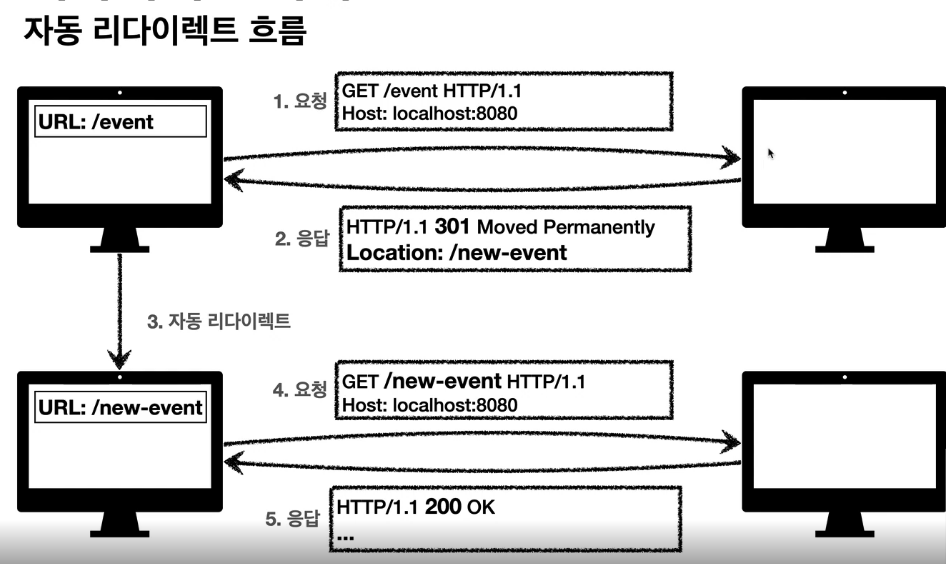 자동 리다이렉트 흐름
URL: /event
1. 요청
GET /event HTTP/1.1
Host: localhost:8080
2. 응답
HTTP/1.1 301 Moved Permanently
Location: /new-event
3. 자동 리다이렉트
URL: /new-event
4. 요청
GET /new-event HTTP/1.1
Host: localhost:8080
5. 응답
HTTP/1.1 200 OK
...